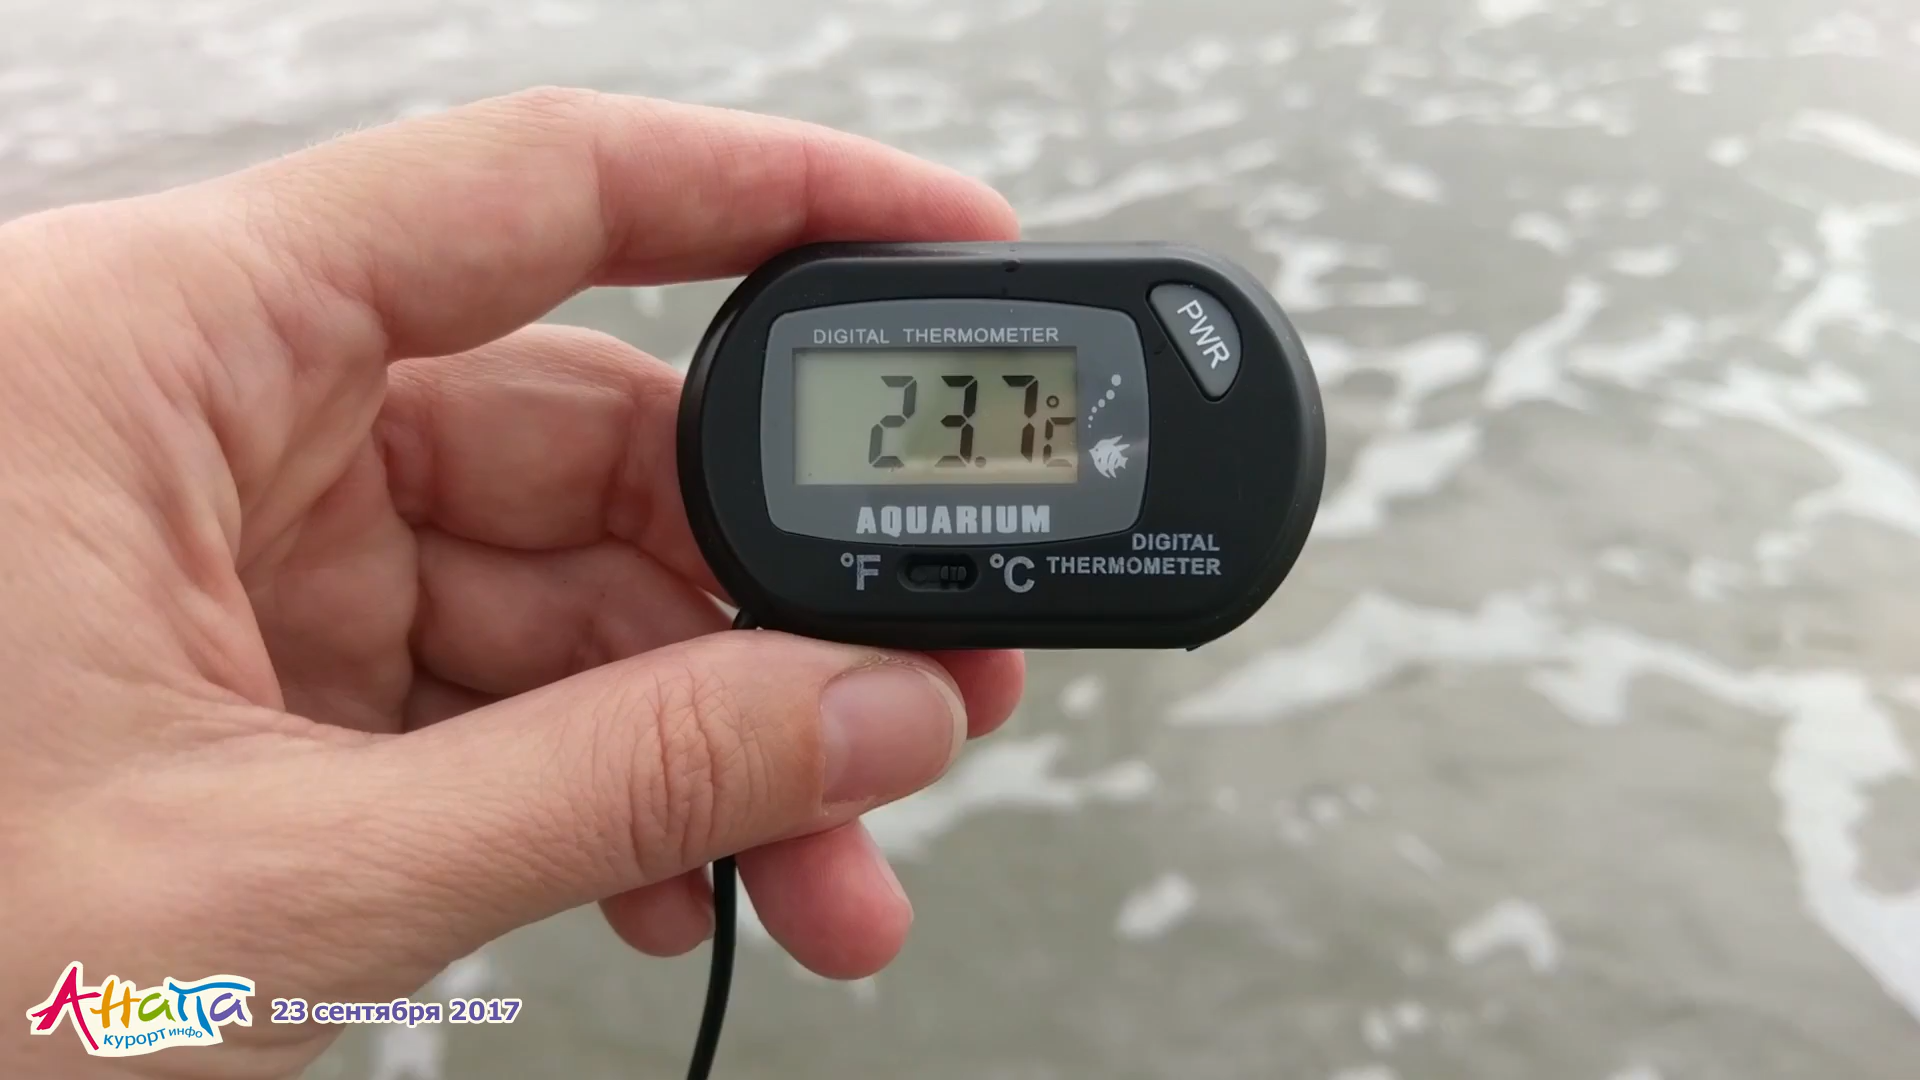 DIGITAL THERMOMETER
PWR
23.7°C
AQUARIUM
°F °C
DIGITAL
THERMOMETER
Анапа
курорт инфо
23 сентября 2017